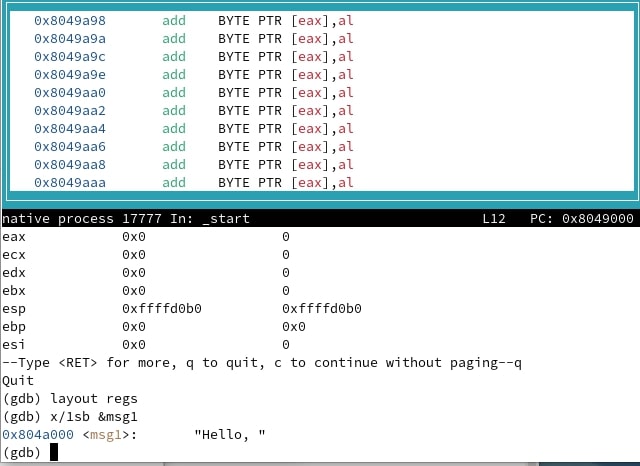 0x8049a98 add BYTE PTR [eax],al
0x8049a9a add BYTE PTR [eax],al
0x8049a9c add BYTE PTR [eax],al
0x8049a9e add BYTE PTR [eax],al
0x8049aa0 add BYTE PTR [eax],al
0x8049aa2 add BYTE PTR [eax],al
0x8049aa4 add BYTE PTR [eax],al
0x8049aa6 add BYTE PTR [eax],al
0x8049aa8 add BYTE PTR [eax],al
0x8049aaa add BYTE PTR [eax],al
native process 17777 In: _start L12 PC: 0x8049000
eax 0x0 0
ecx 0x0 0
edx 0x0 0
ebx 0x0 0
esp 0xffffd0b0 0xffffd0b0
ebp 0x0 0x0
esi 0x0 0
--Type <RET> for more, q to quit, c to continue without paging--q
Quit
(gdb) layout regs
(gdb) x/1sb &msg1
0x804a000 <msg1>: "Hello, "
(gdb)